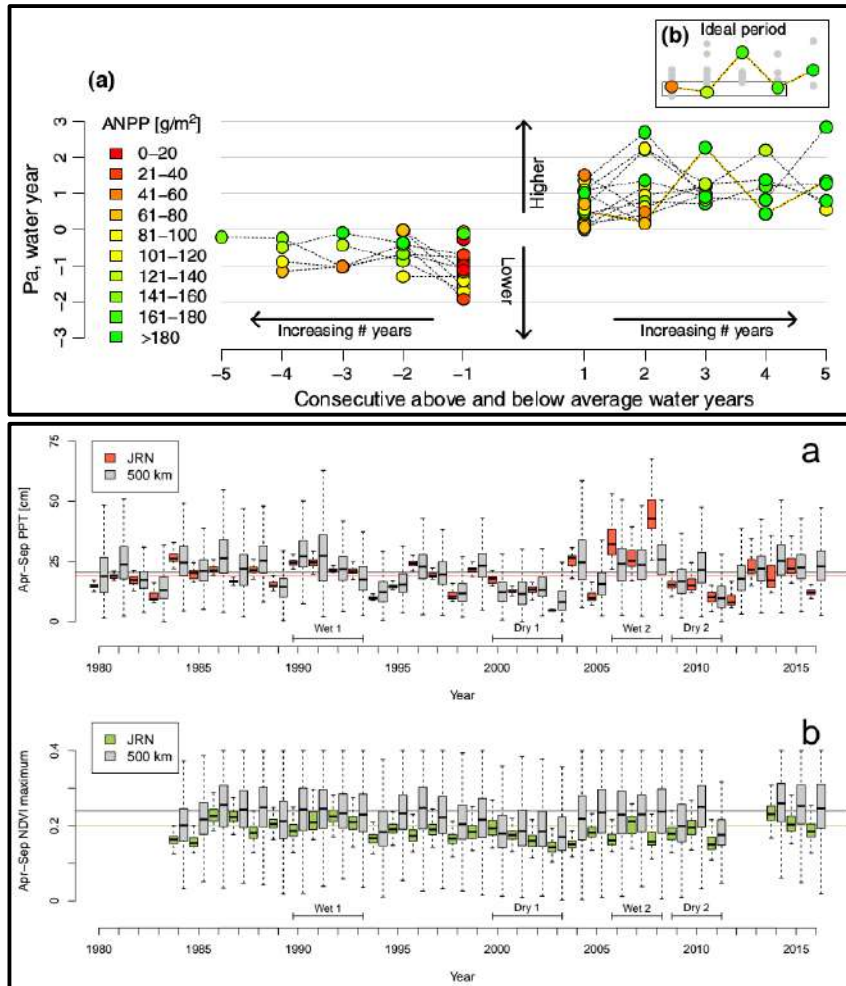 (b)
Ideal period
(a)
ANPP [g/m²]
0–20
21–40
41–60
61–80
81–100
101–120
121–140
141–160
161–180
>180
Pa, water year
3
2
1
0
−1
−2
−3
Higher
Lower
Increasing # years
Increasing # years
−5 −4 −3 −2 −1 1 2 3 4 5
Consecutive above and below average water years
a
JRN
500 km
Apr−Sep PPT [cm]
75
50
25
0
Wet 1 Dry 1 Wet 2 Dry 2
1980 1985 1990 1995 2000 2005 2010 2015
Year
b
JRN
500 km
Apr−Sep NDVI maximum
0.4
0.2
0
Wet 1 Dry 1 Wet 2 Dry 2
1980 1985 1990 1995 2000 2005 2010 2015
Year